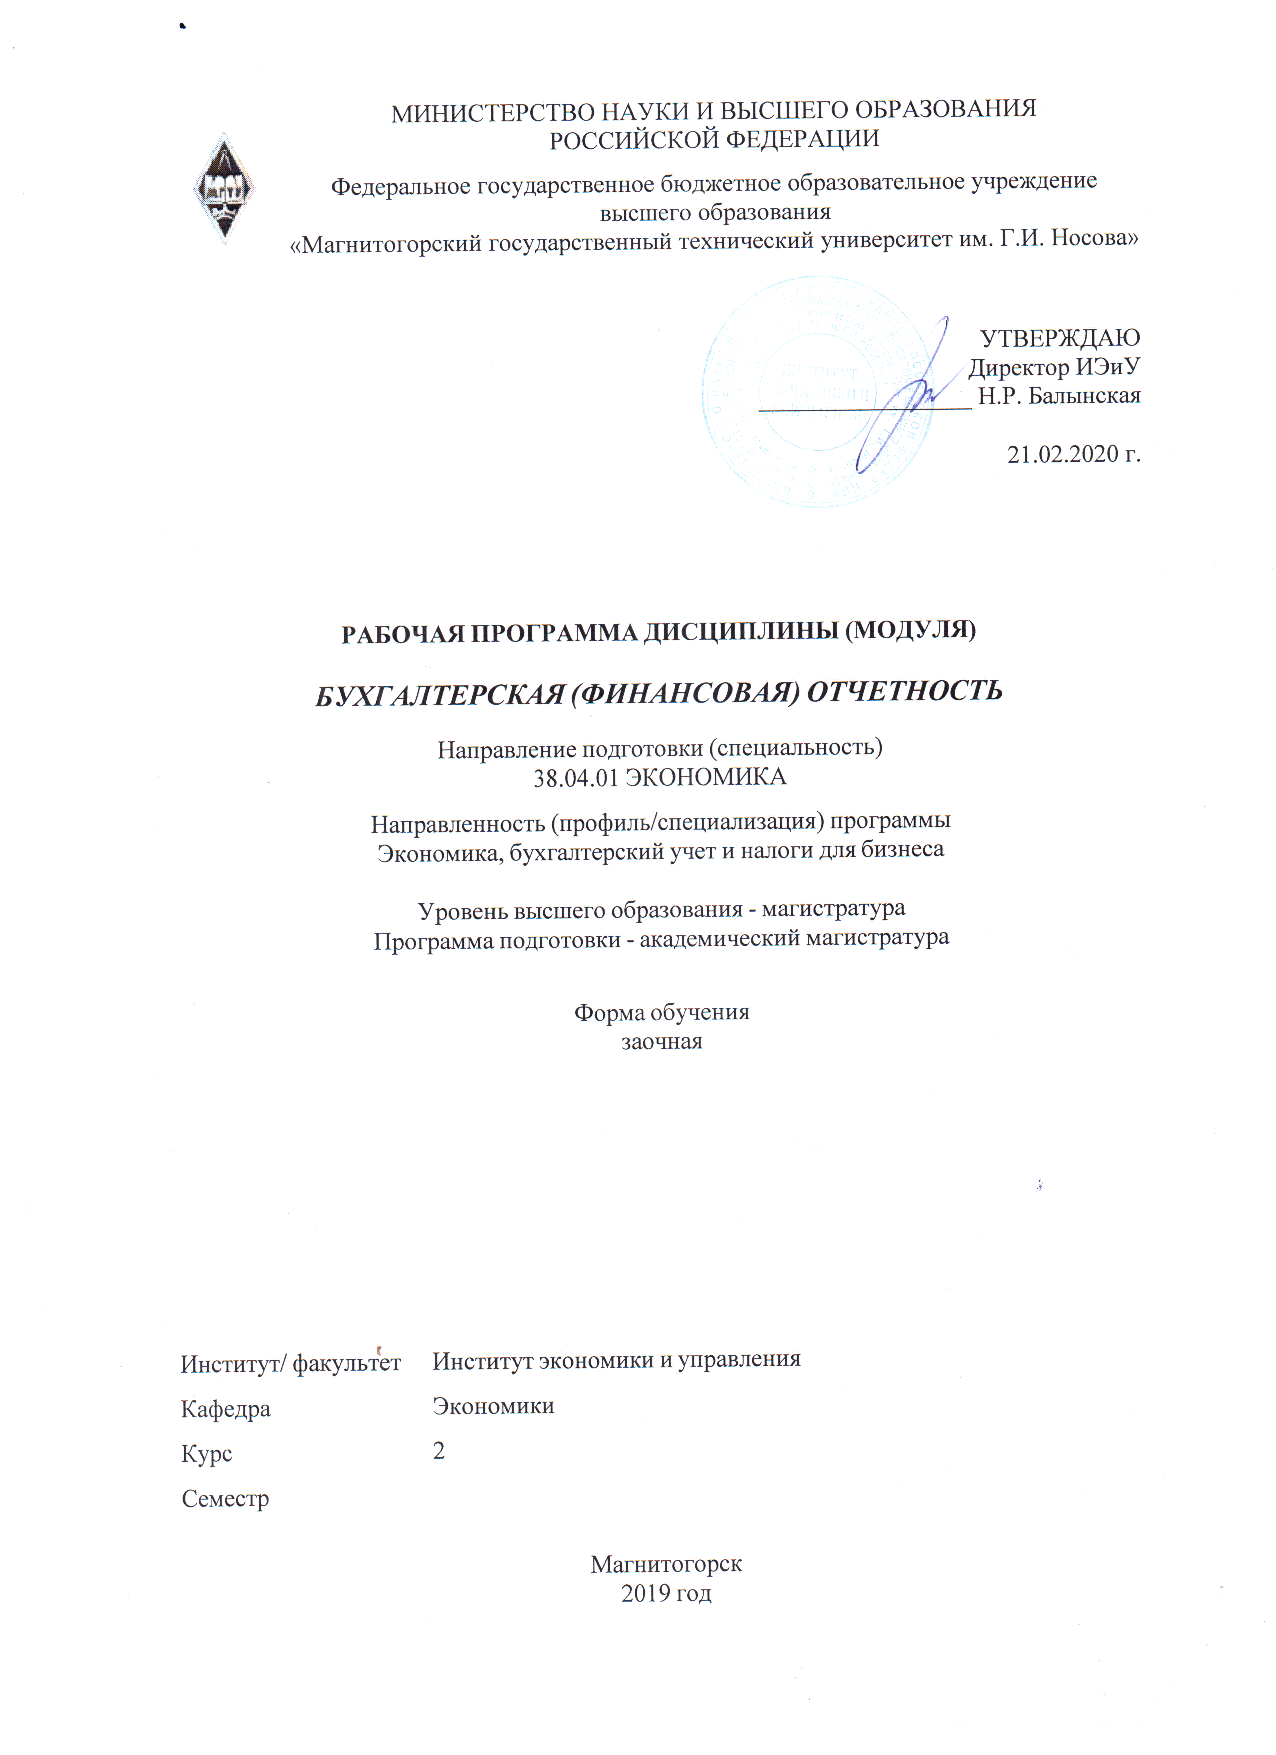 МИНИСТЕРСТВО НАУКИ И ВЫСШЕГО ОБРАЗОВАНИЯ
РОССИЙСКОЙ ФЕДЕРАЦИИ
МГТУ
Федеральное государственное бюджетное образовательное учреждение
высшего образования
«Магнитогорский государственный технический университет им. Г.И. Носова»
УТВЕРЖДАЮ
Директор ИЭиУ
Н.Р. Балынская
21.02.2020 г.
РАБОЧАЯ ПРОГРАММА ДИСЦИПЛИНЫ (МОДУЛЯ)
БУХГАЛТЕРСКАЯ (ФИНАНСОВАЯ) ОТЧЕТНОСТЬ
Направление подготовки (специальность)
38.04.01 ЭКОНОМИКА
Направленность (профиль/специализация) программы
Экономика, бухгалтерский учет и налоги для бизнеса
Уровень высшего образования - магистратура
Программа подготовки - академический магистратура
Форма обучения
заочная
Институт/ факультет Институт экономики и управления
Кафедра Экономики
Курс 2
Семестр
Магнитогорск
2019 год